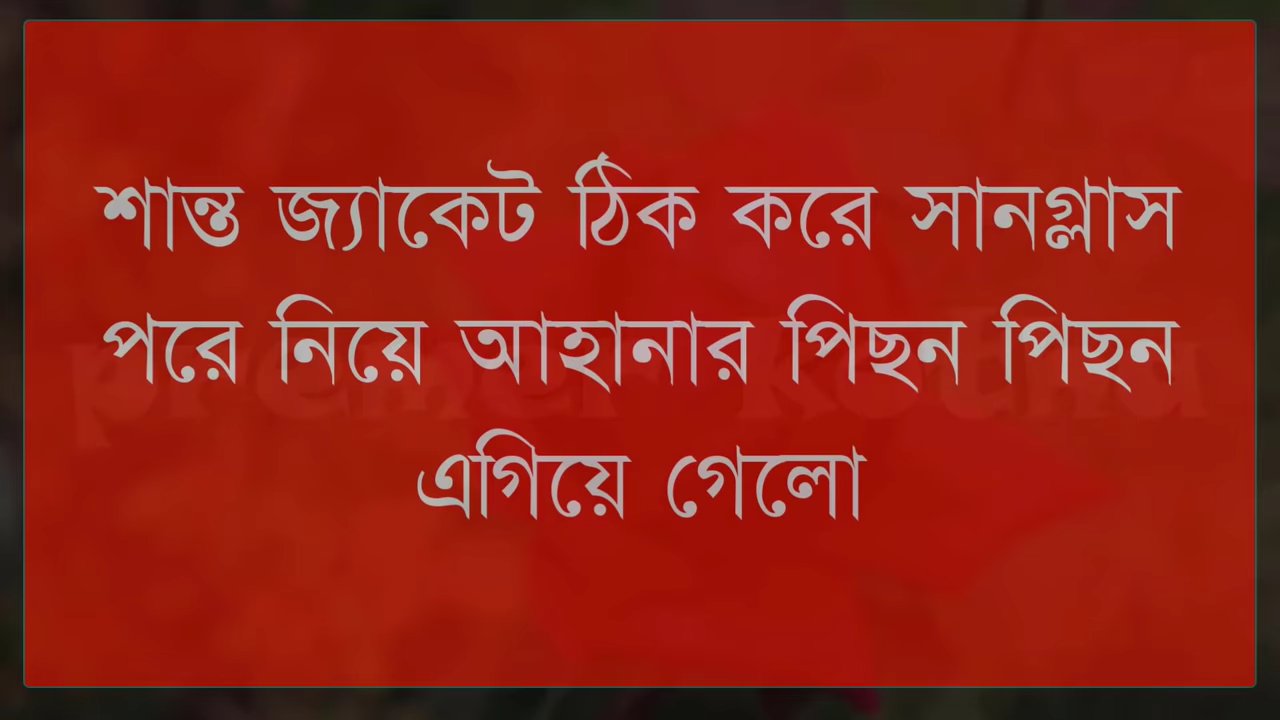 শান্ত জ্যাকেট ঠিক করে সানগ্লাস
পরে নিয়ে আহানার পিছন পিছন
এগিয়ে গেলো